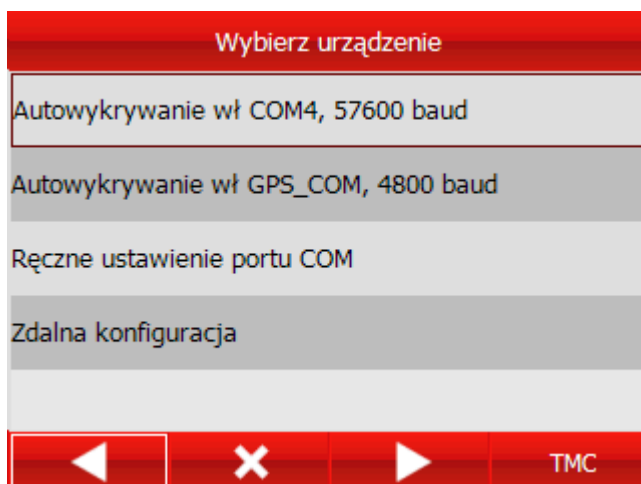 Wybierz urządzenie
Autowykrywanie wł COM4, 57600 baud
Autowykrywanie wł GPS_COM, 4800 baud
Ręczne ustawienie portu COM
Zdalna konfiguracja
TMC